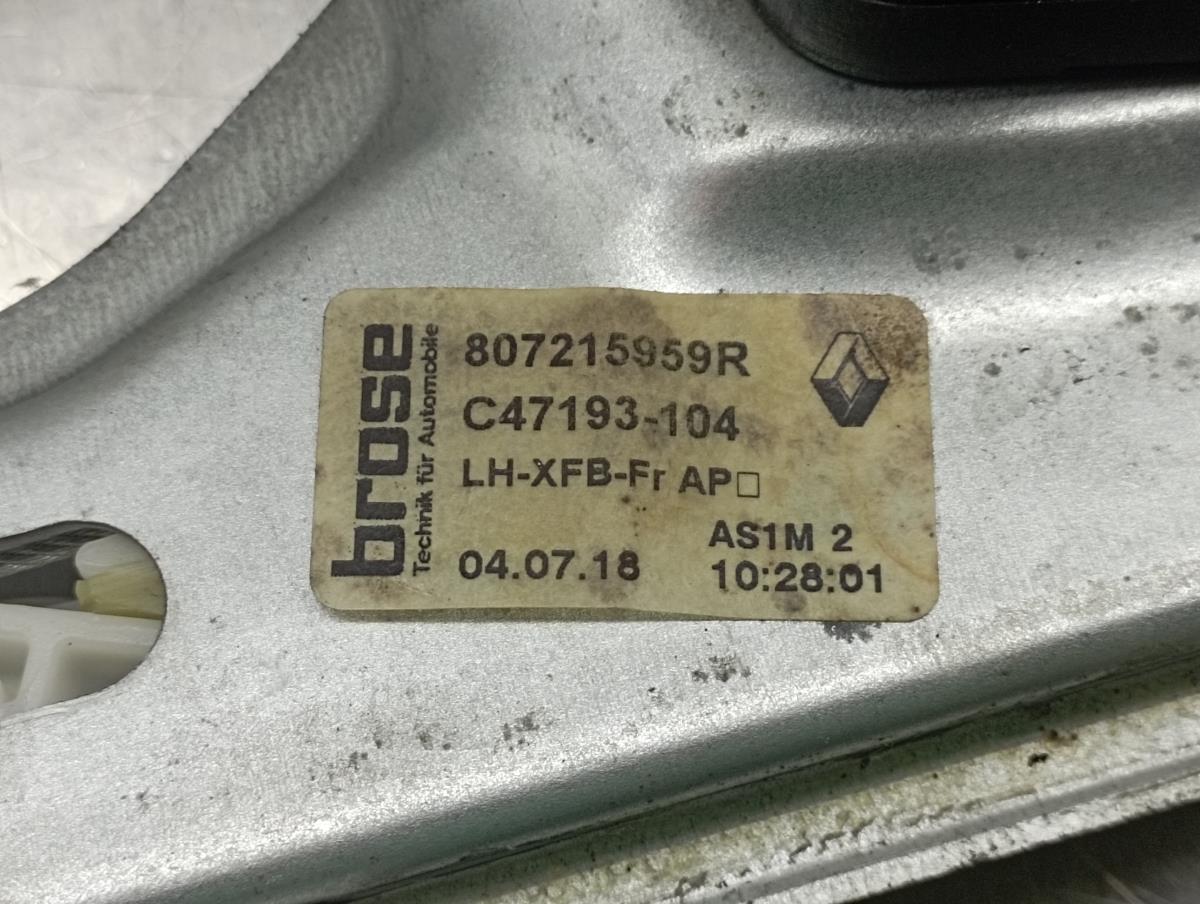 brose
Technik für Automobile
807215959R
C47193-104
LH-XFB-Fr AP□
04.07.18
AS1M 2
10:28:01